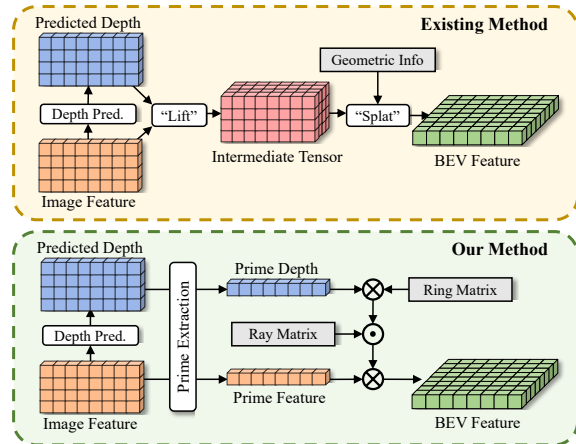 Existing Method
Predicted Depth
Geometric Info
Depth Pred.
“Lift”
“Splat”
Intermediate Tensor
Image Feature
BEV Feature
Our Method
Predicted Depth
Prime Extraction
Prime Depth
Ring Matrix
Depth Pred.
Ray Matrix
Prime Feature
Image Feature
BEV Feature